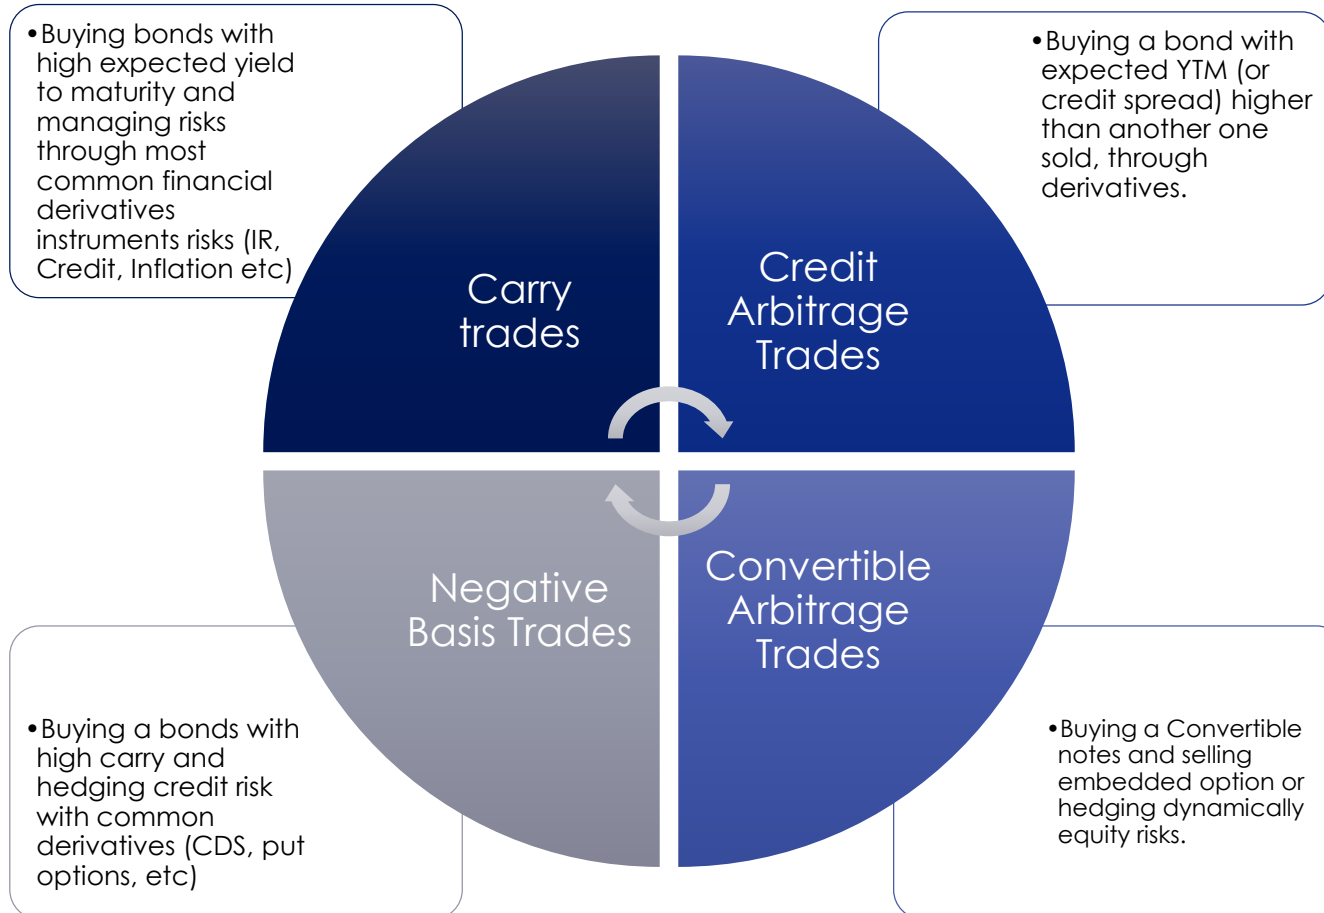 •Buying bonds with
high expected yield
to maturity and
managing risks
through most
common financial
derivatives
instruments risks (IR,
Credit, Inflation etc)
•Buying a bond with
expected YTM (or
credit spread) higher
than another one
sold, through
derivatives.
Carry
trades
Credit
Arbitrage
Trades
Negative
Basis Trades
Convertible
Arbitrage
Trades
•Buying a bonds with
high carry and
hedging credit risk
with common
derivatives (CDS, put
options, etc)
•Buying a Convertible
notes and selling
embedded option or
hedging dynamically
equity risks.